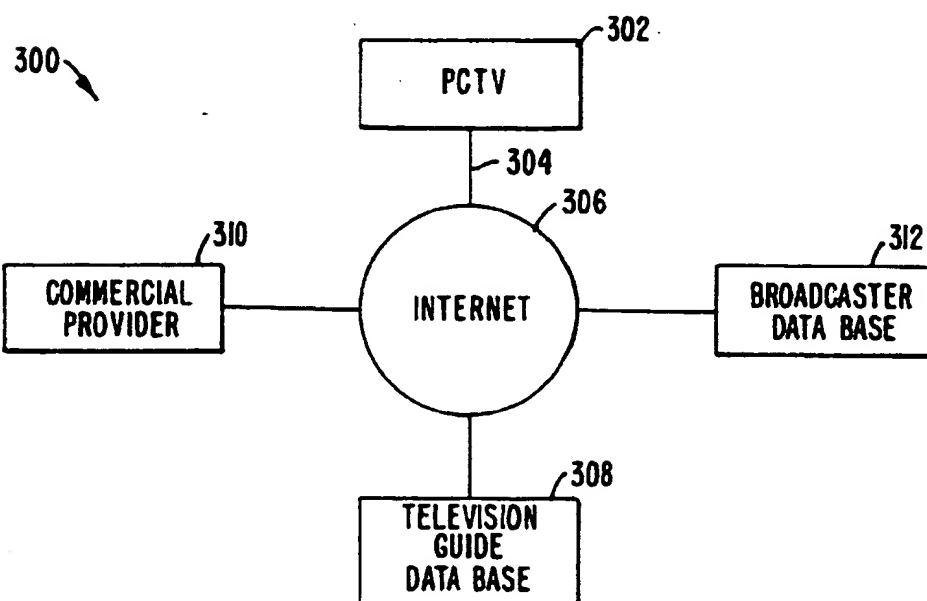 302
300
PCTV
304
306
310
312
COMMERCIAL
PROVIDER
INTERNET
BROADCASTER
DATA BASE
308
TELEVISION
GUIDE
DATA BASE